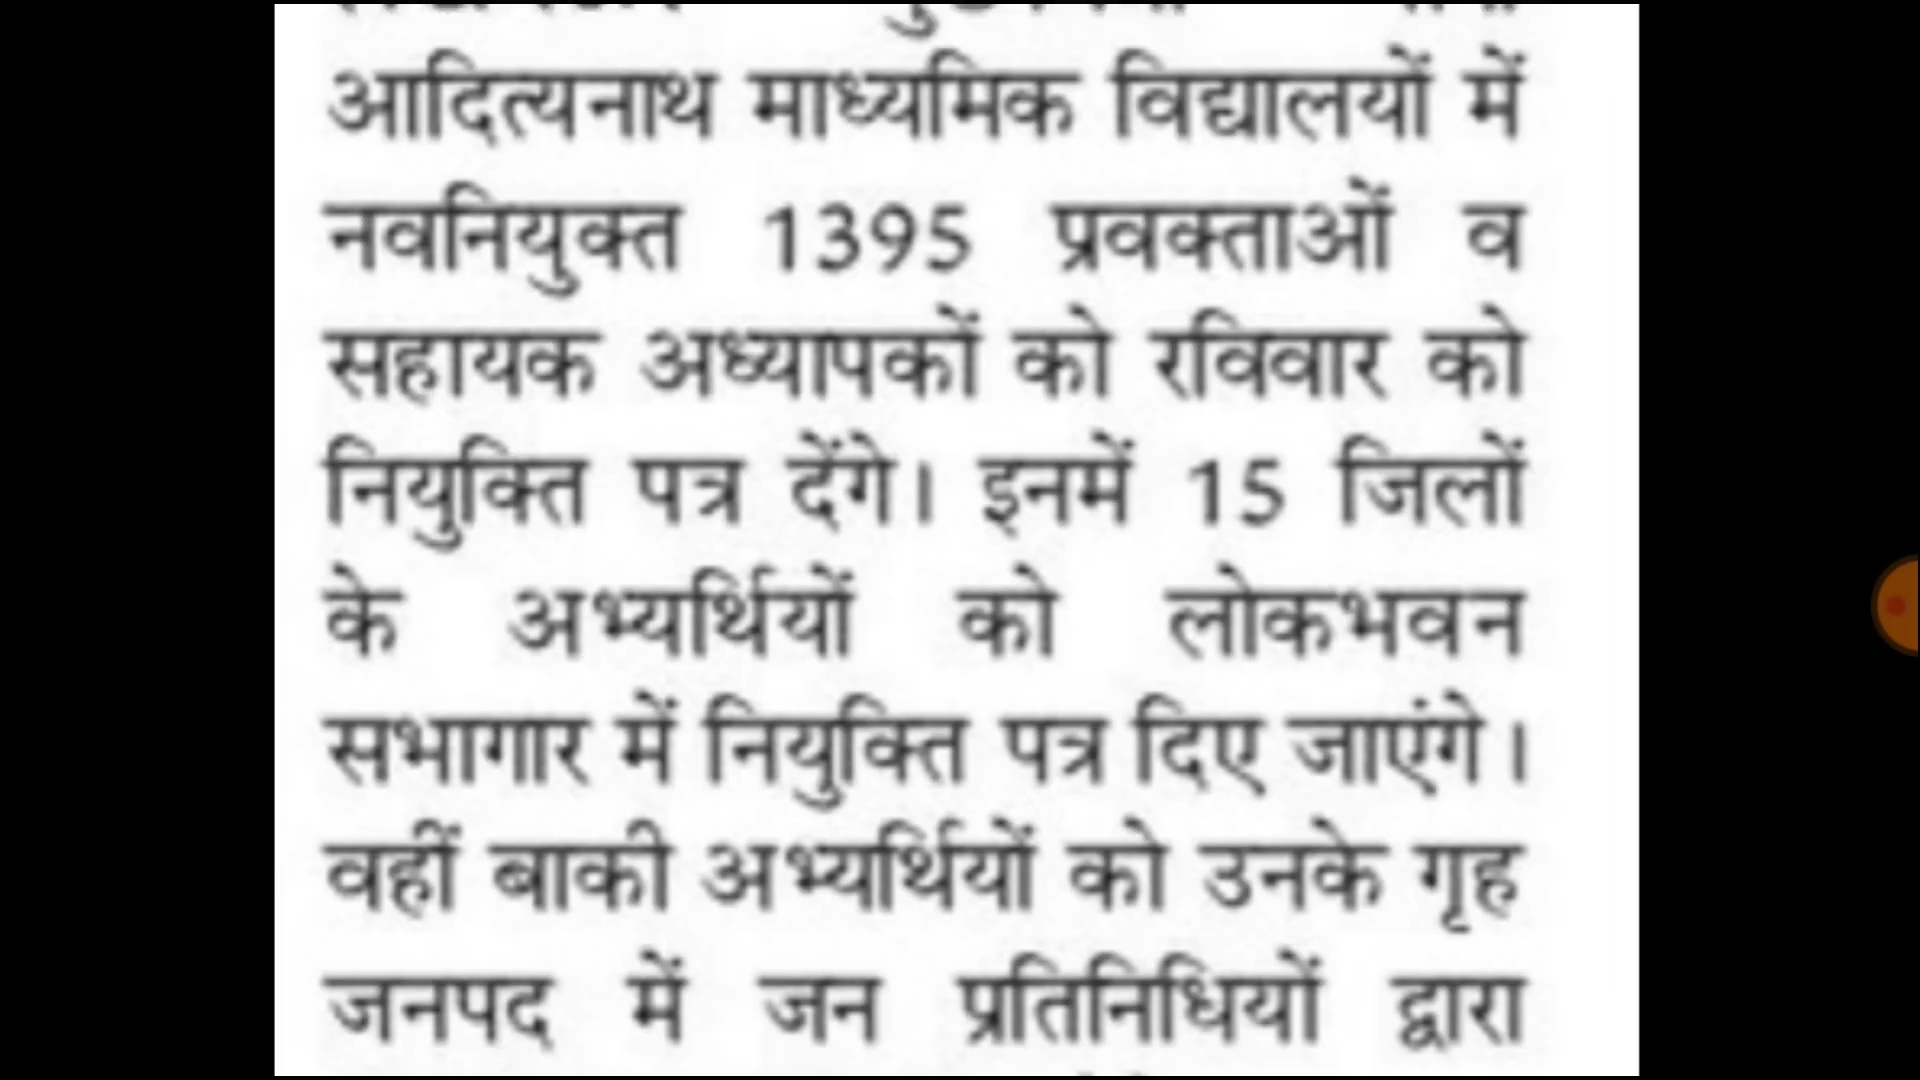 आदित्यनाथ माध्यमिक विद्यालयों में
नवनियुक्त 1395 प्रवक्ताओं व
सहायक अध्यापकों को रविवार को
नियुक्ति पत्र देंगे। इनमें 15 जिलों
के अभ्यर्थियों को लोकभवन
सभागार में नियुक्ति पत्र दिए जाएंगे।
वहीं बाकी अभ्यर्थियों को उनके गृह
जनपद में जन प्रतिनिधियों द्वारा